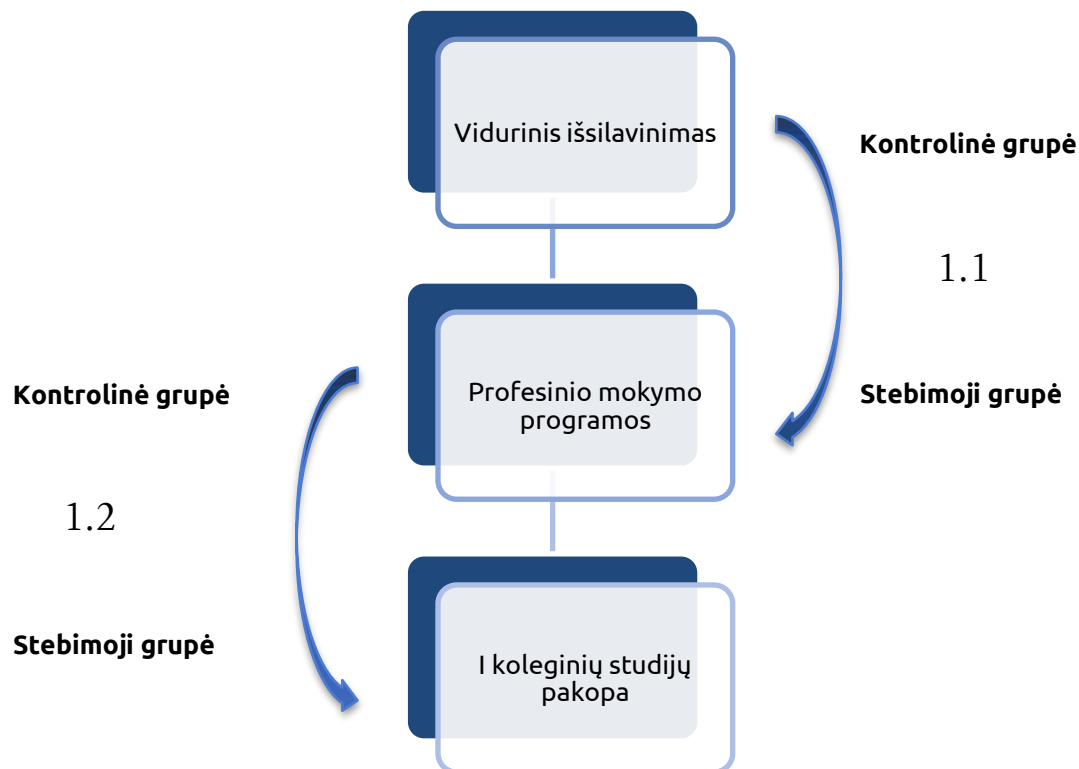 Vidurinis išsilavinimas
Kontrolinė grupė
1.1
Profesinio mokymo
programos
Stebimoji grupė
Kontrolinė grupė
1.2
Stebimoji grupė
I koleginių studijų
pakopa